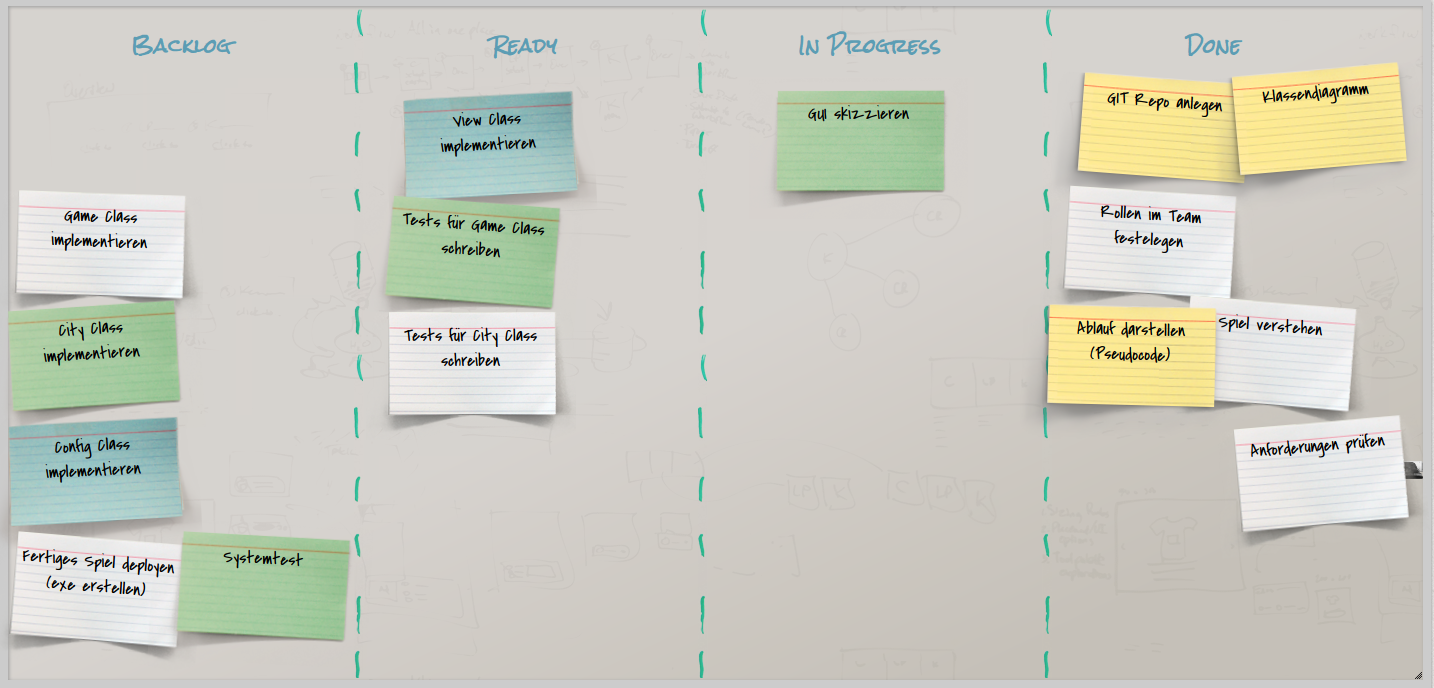 Backlog
Ready
In Progress
Done
Game Class
implementieren
City Class
implementieren
Config Class
implementieren
Fertiges Spiel deployen
(exe erstellen)
Systemtest
View Class
implementieren
Tests für Game Class
schreiben
Tests für City Class
schreiben
GUI skizzieren
GIT Repo anlegen
Klassendiagramm
Rollen im Team
festelegen
Ablauf darstellen
(Pseudocode)
Spiel verstehen
Anforderungen prüfen